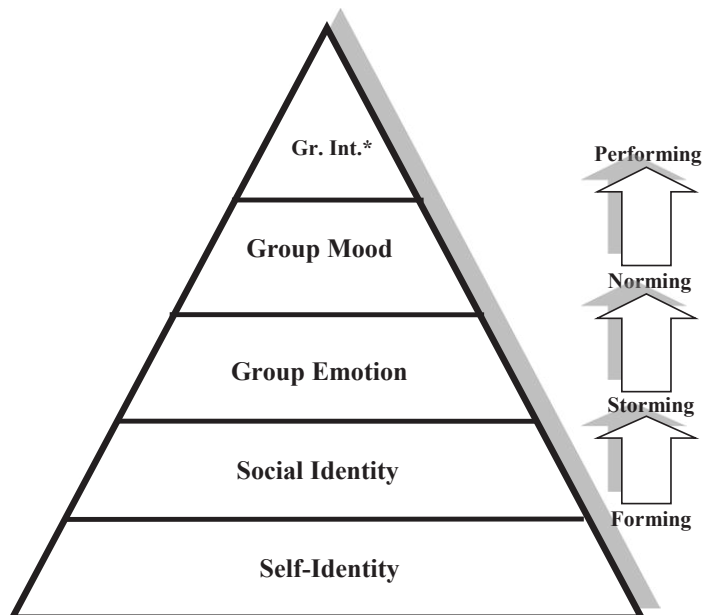 Gr. Int.*
Performing
Group Mood
Norming
Group Emotion
Storming
Social Identity
Forming
Self-Identity